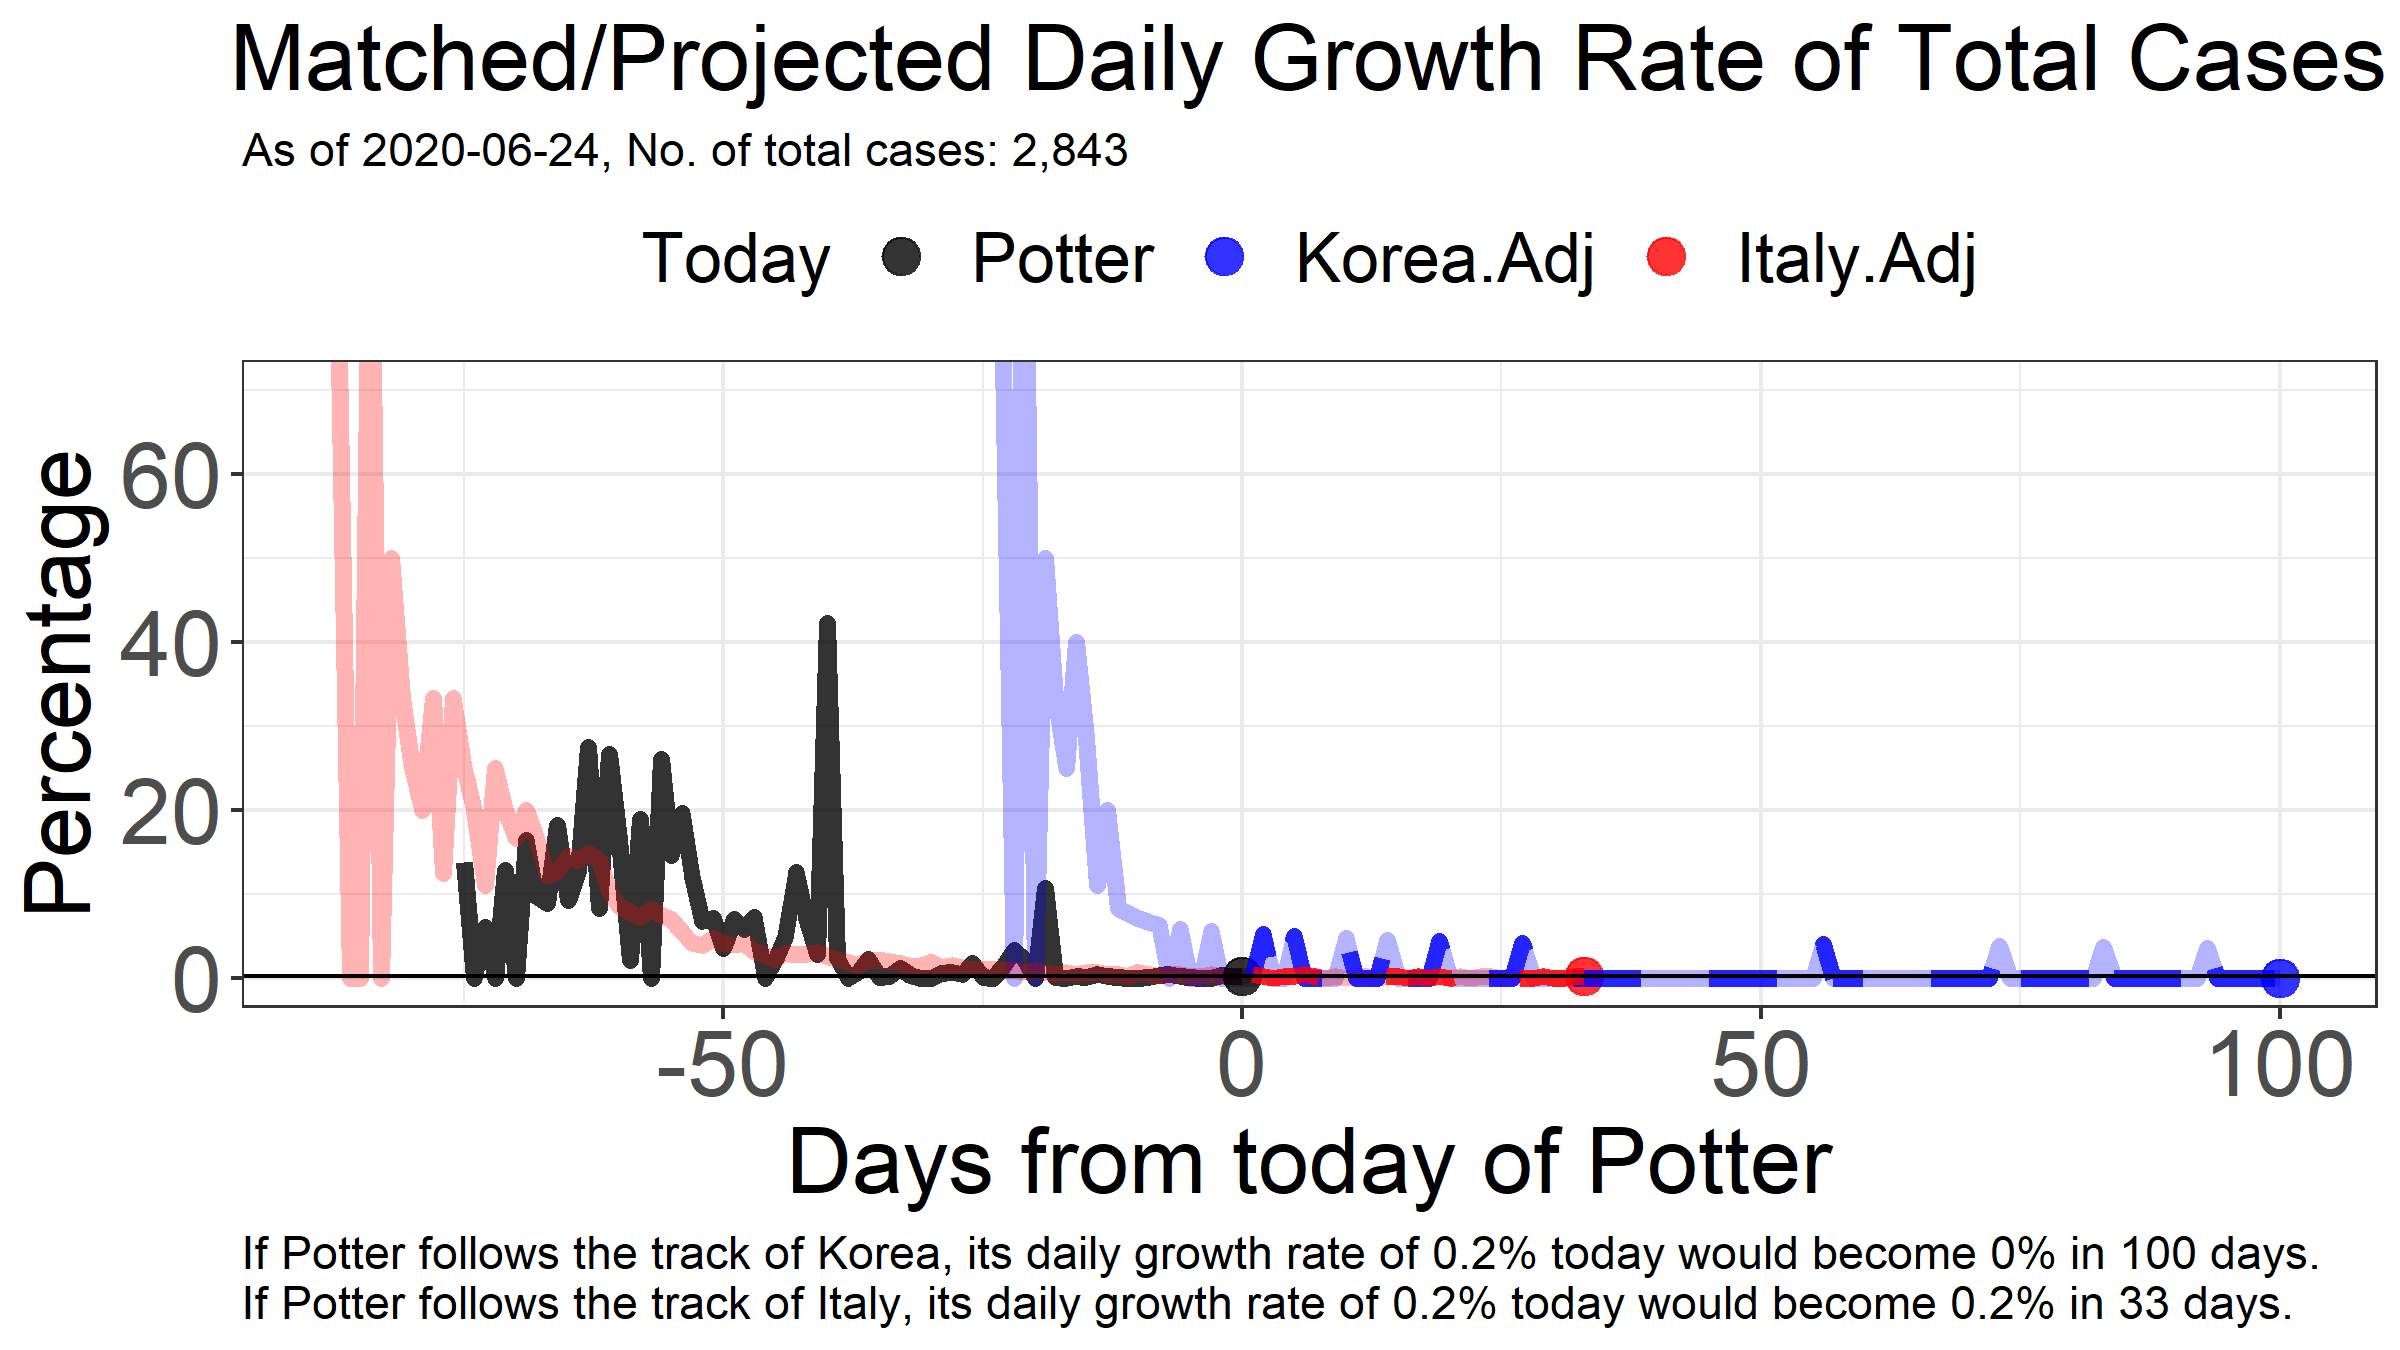 Matched/Projected Daily Growth Rate of Total Cases
As of 2020-06-24, No. of total cases: 2,843
Today Potter Korea.Adj Italy.Adj
Percentage
60
40
20
0
-50 0 50 100
Days from today of Potter
If Potter follows the track of Korea, its daily growth rate of 0.2% today would become 0% in 100 days.
If Potter follows the track of Italy, its daily growth rate of 0.2% today would become 0.2% in 33 days.